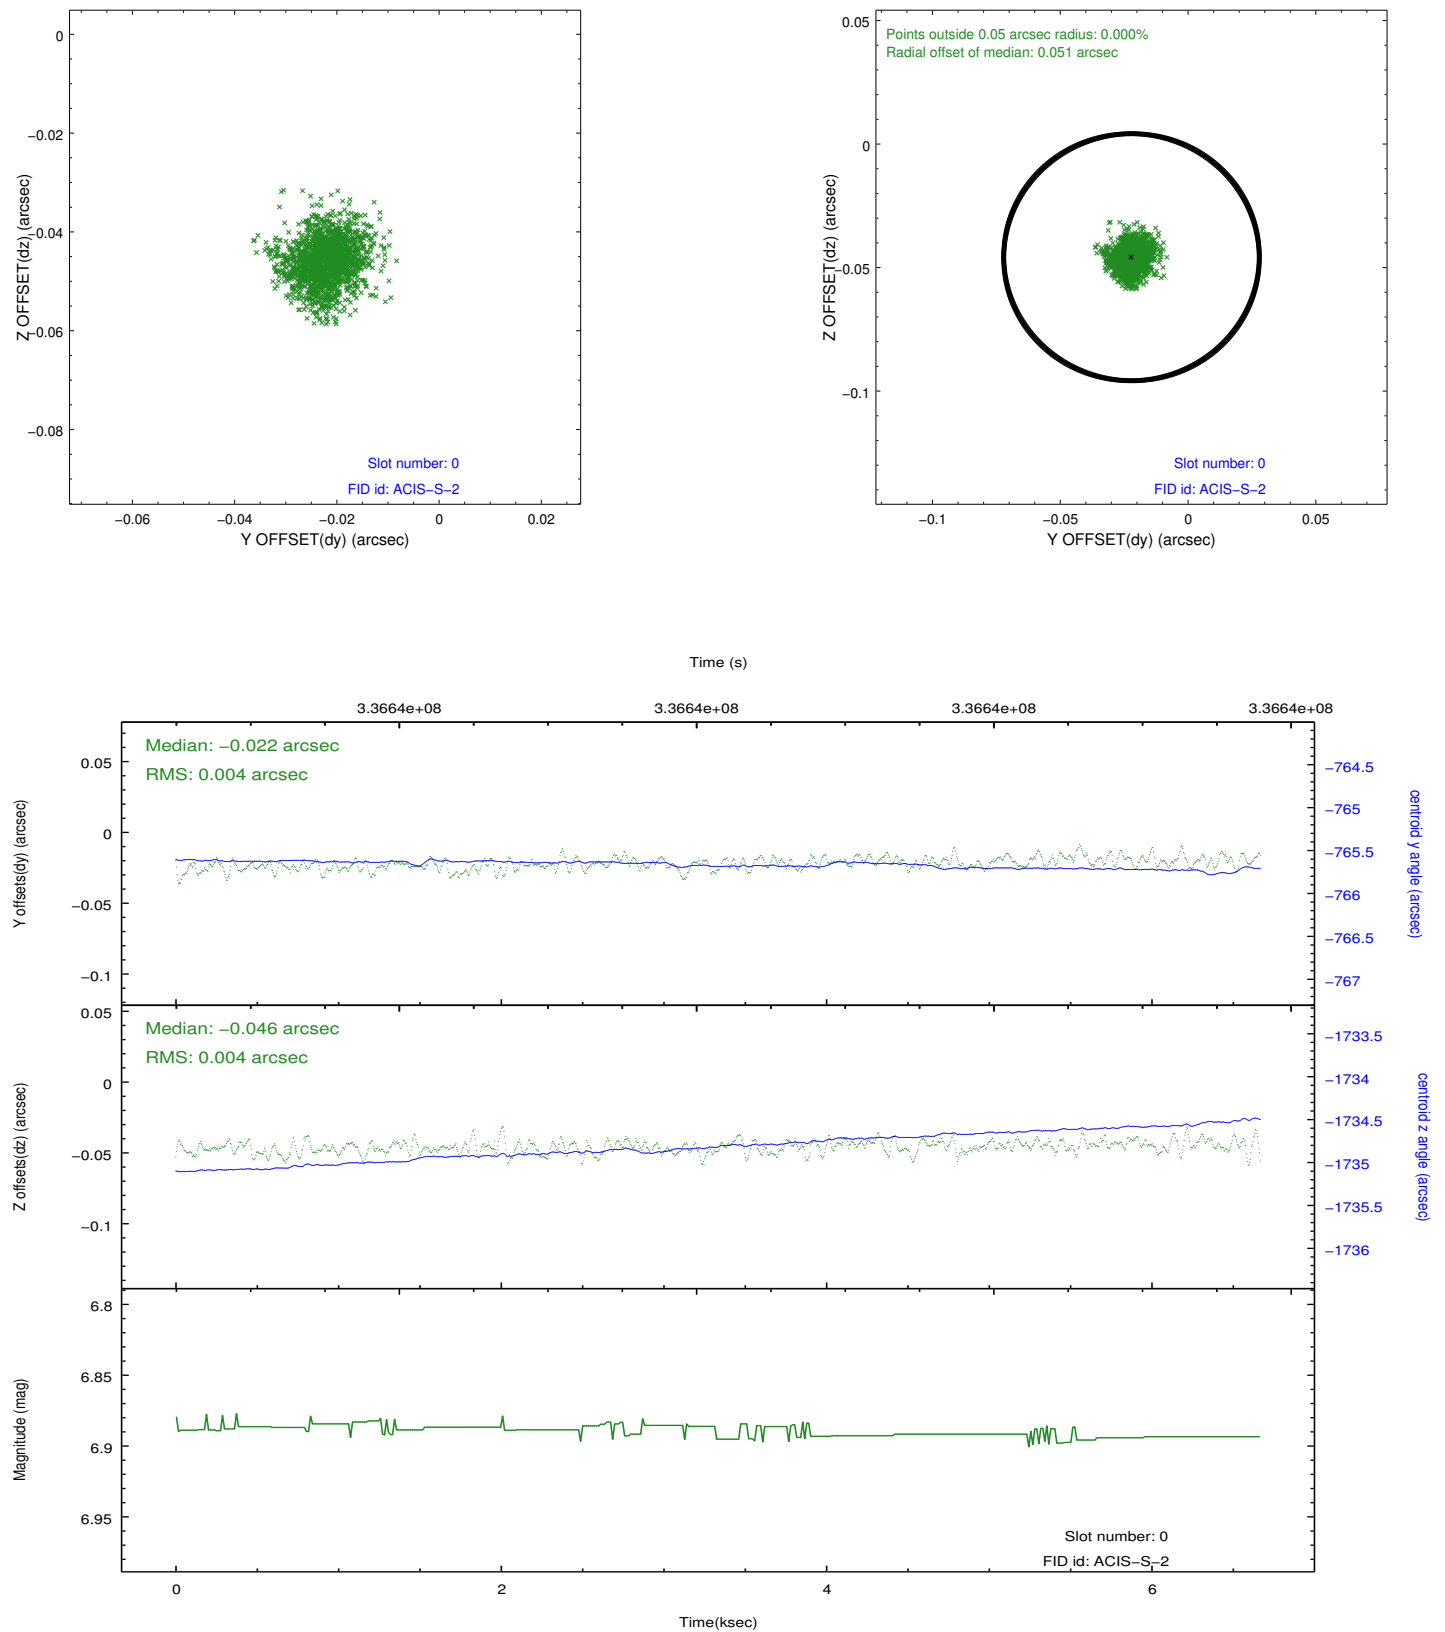 0
−0.02
−0.04
−0.06
−0.08
Z OFFSET(dz) (arcsec)
Slot number: 0
FID id: ACIS−S−2
−0.06
−0.04
−0.02
0
0.02
Y OFFSET(dy) (arcsec)
0.05
0
−0.05
−0.1
Z OFFSET(dz) (arcsec)
Points outside 0.05 arcsec radius: 0.000%
Radial offset of median: 0.051 arcsec
Slot number: 0
FID id: ACIS−S−2
−0.1
−0.05
0
0.05
Y OFFSET(dy) (arcsec)
Time (s)
3.3664e+08
3.3664e+08
3.3664e+08
3.3664e+08
Median: −0.022 arcsec
RMS: 0.004 arcsec
0.05
0
−0.05
−0.1
Y offsets(dy) (arcsec)
−764.5
−765
−765.5
−766
−766.5
−767
centroid y angle (arcsec)
Median: −0.046 arcsec
RMS: 0.004 arcsec
0.05
0
−0.05
−0.1
Z offsets(dz) (arcsec)
−1733.5
−1734
−1734.5
−1735
−1735.5
−1736
centroid z angle (arcsec)
6.8
6.85
6.9
6.95
Magnitude (mag)
Slot number: 0
FID id: ACIS−S−2
0
2
4
6
Time(ksec)